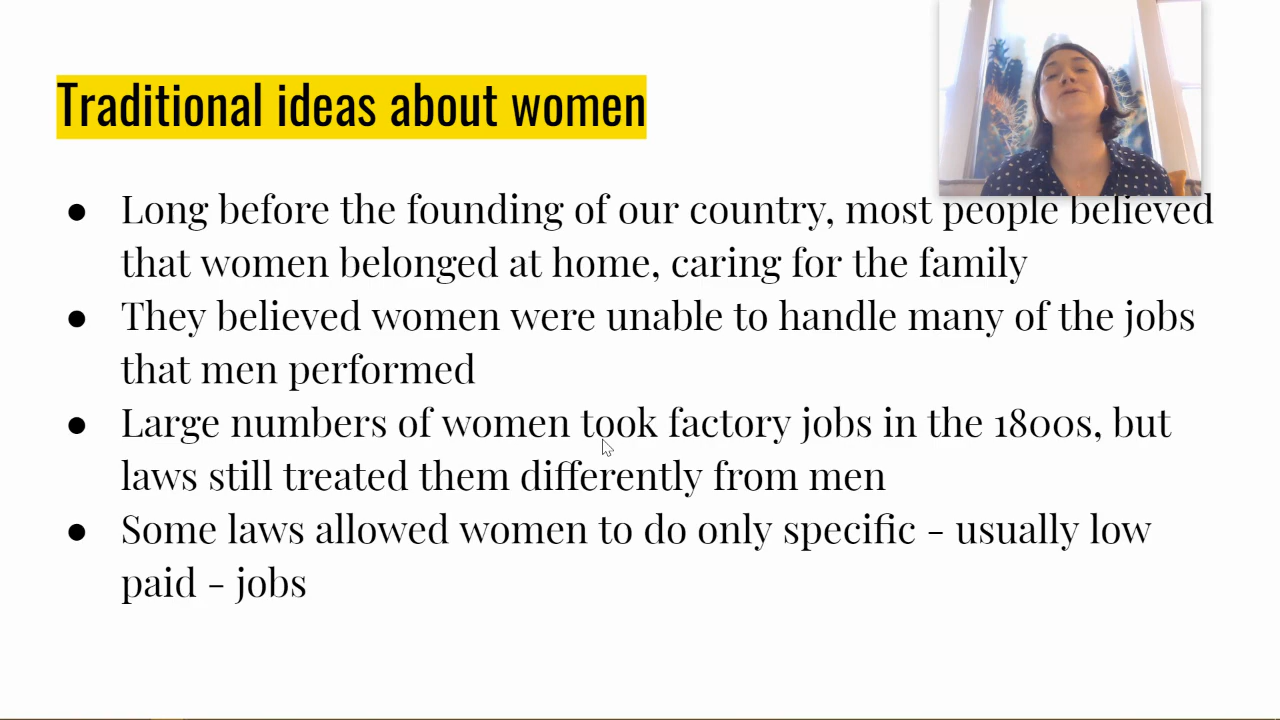 Traditional ideas about women
● Long before the founding of our country, most people believed
that women belonged at home, caring for the family
● They believed women were unable to handle many of the jobs
that men performed
● Large numbers of women took factory jobs in the 1800s, but
laws still treated them differently from men
● Some laws allowed women to do only specific - usually low
paid - jobs